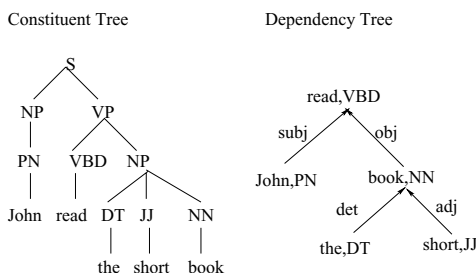 Constituent Tree
S
NP VP
PN VBD NP
John read DT JJ NN
the short book
Dependency Tree
read,VBD
subj obj
John,PN book,NN
det adj
the,DT short,JJ